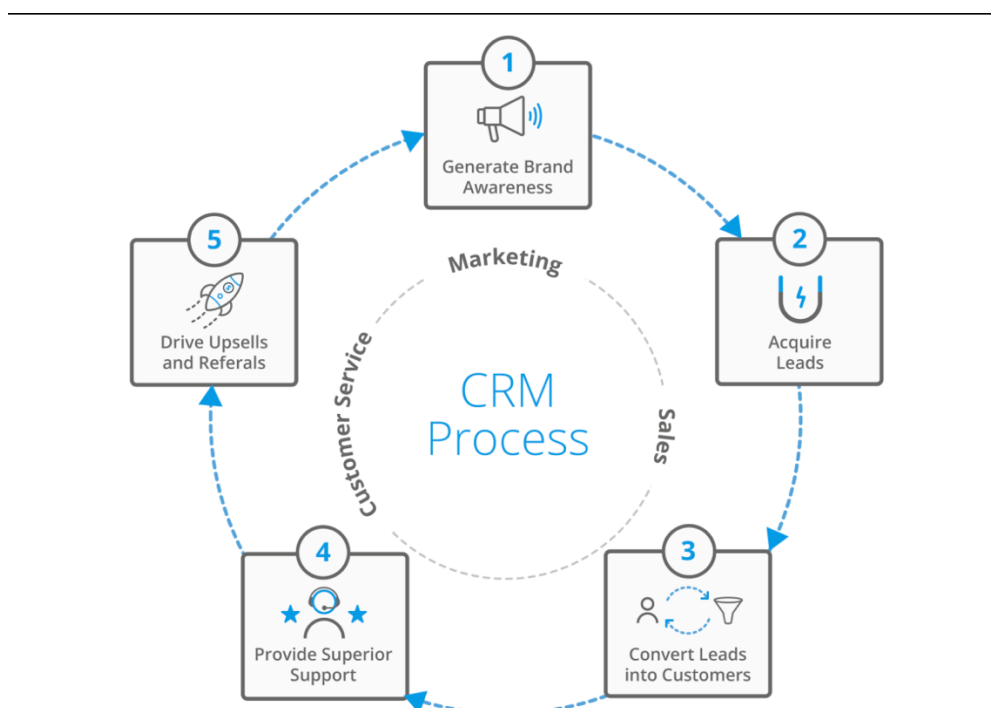 1
Generate Brand
Awareness
2
Acquire
Leads
3
Convert Leads
into Customers
4
Provide Superior
Support
5
Drive Upsells
and Referrals
Marketing
Sales
Customer Service
CRM
Process